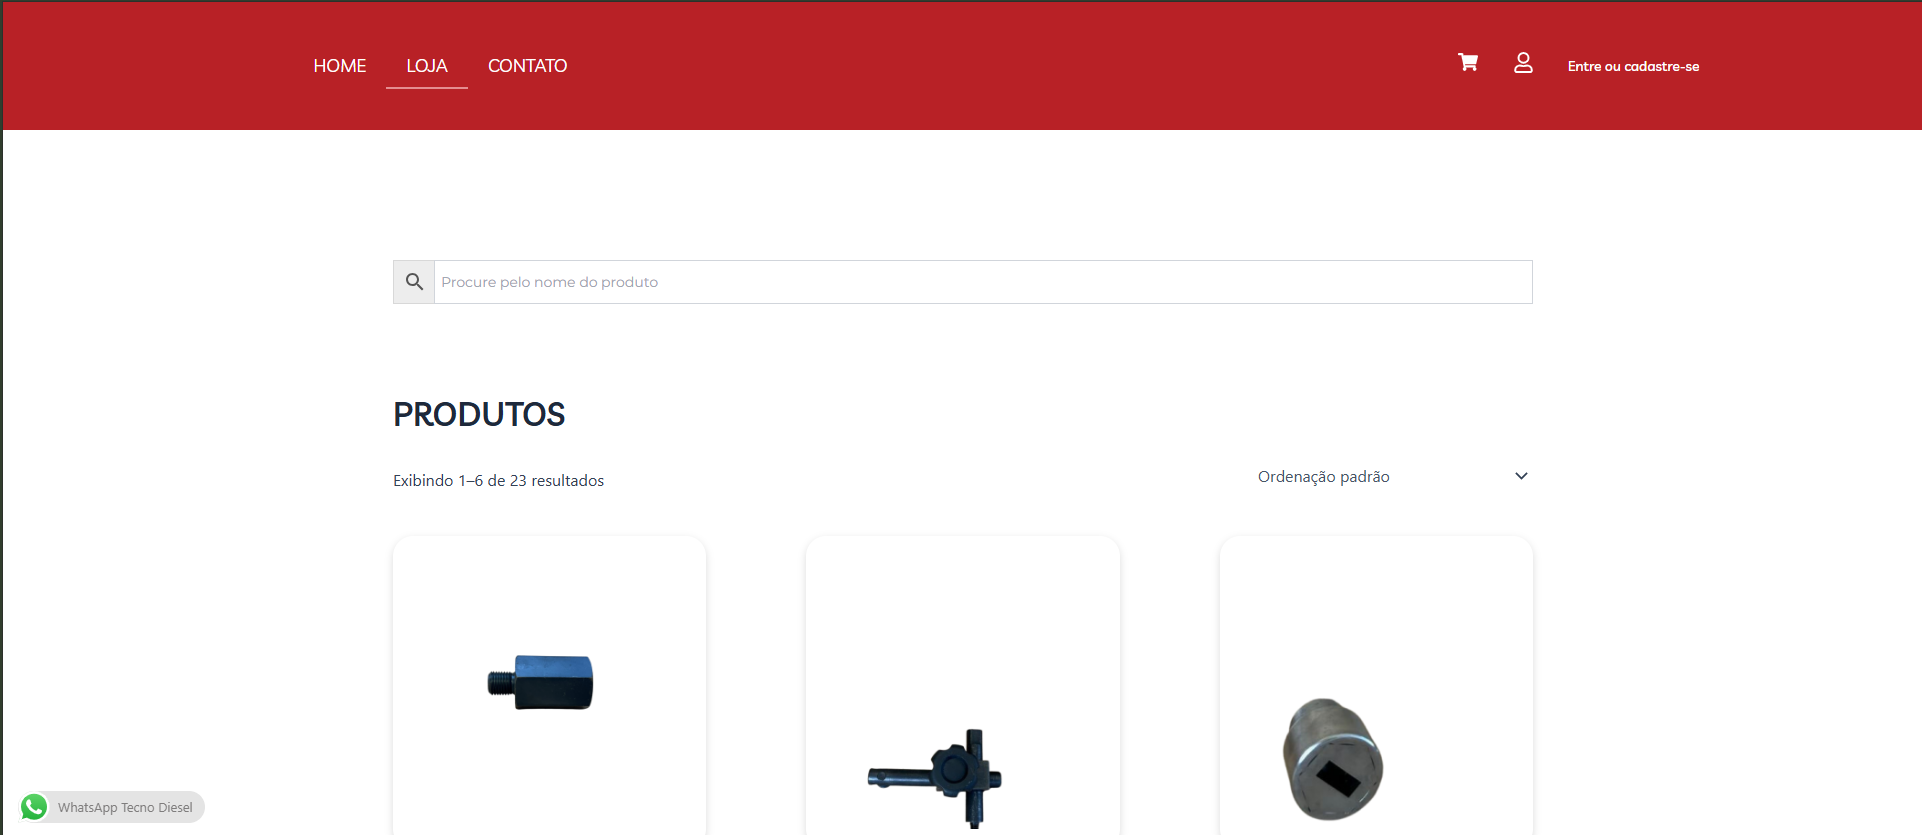 HOME LOJA CONTATO Entre ou cadastre-se
Procure pelo nome do produto
PRODUTOS
Exibindo 1–6 de 23 resultados
Ordenação padrão
WhatsApp Tecno Diesel